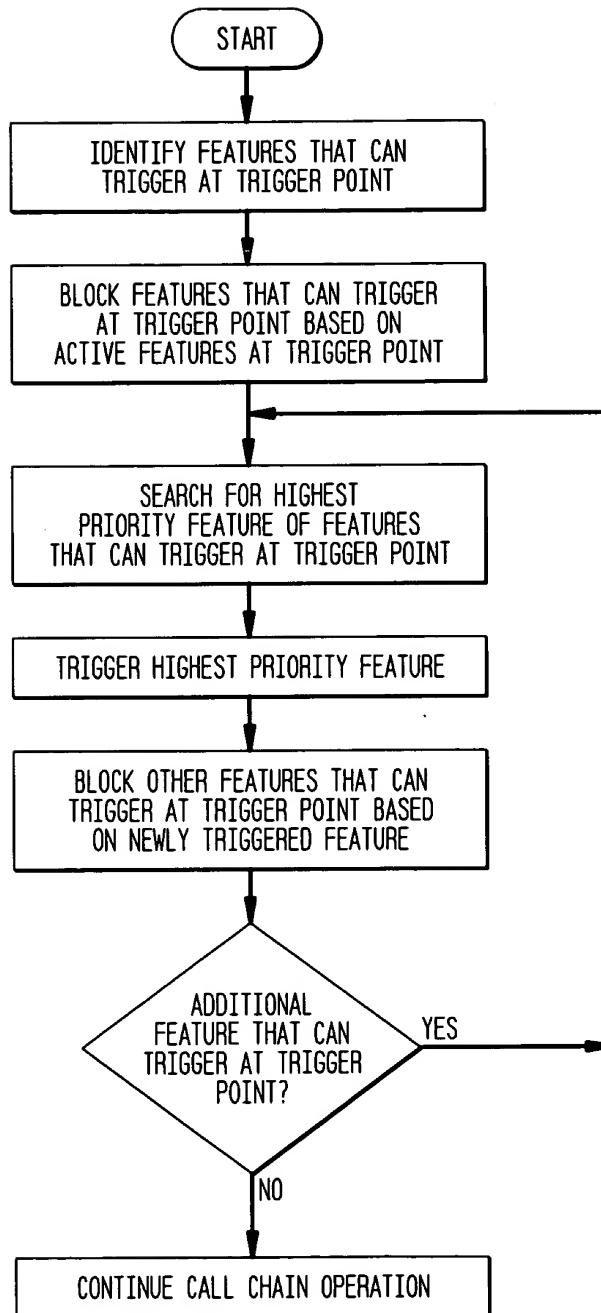 START
IDENTIFY FEATURES THAT CAN
TRIGGER AT TRIGGER POINT
BLOCK FEATURES THAT CAN TRIGGER
AT TRIGGER POINT BASED ON
ACTIVE FEATURES AT TRIGGER POINT
SEARCH FOR HIGHEST
PRIORITY FEATURE OF FEATURES
THAT CAN TRIGGER AT TRIGGER POINT
TRIGGER HIGHEST PRIORITY FEATURE
BLOCK OTHER FEATURES THAT CAN
TRIGGER AT TRIGGER POINT BASED
ON NEWLY TRIGGERED FEATURE
ADDITIONAL
FEATURE THAT CAN
TRIGGER AT TRIGGER
POINT?
YES
NO
CONTINUE CALL CHAIN OPERATION